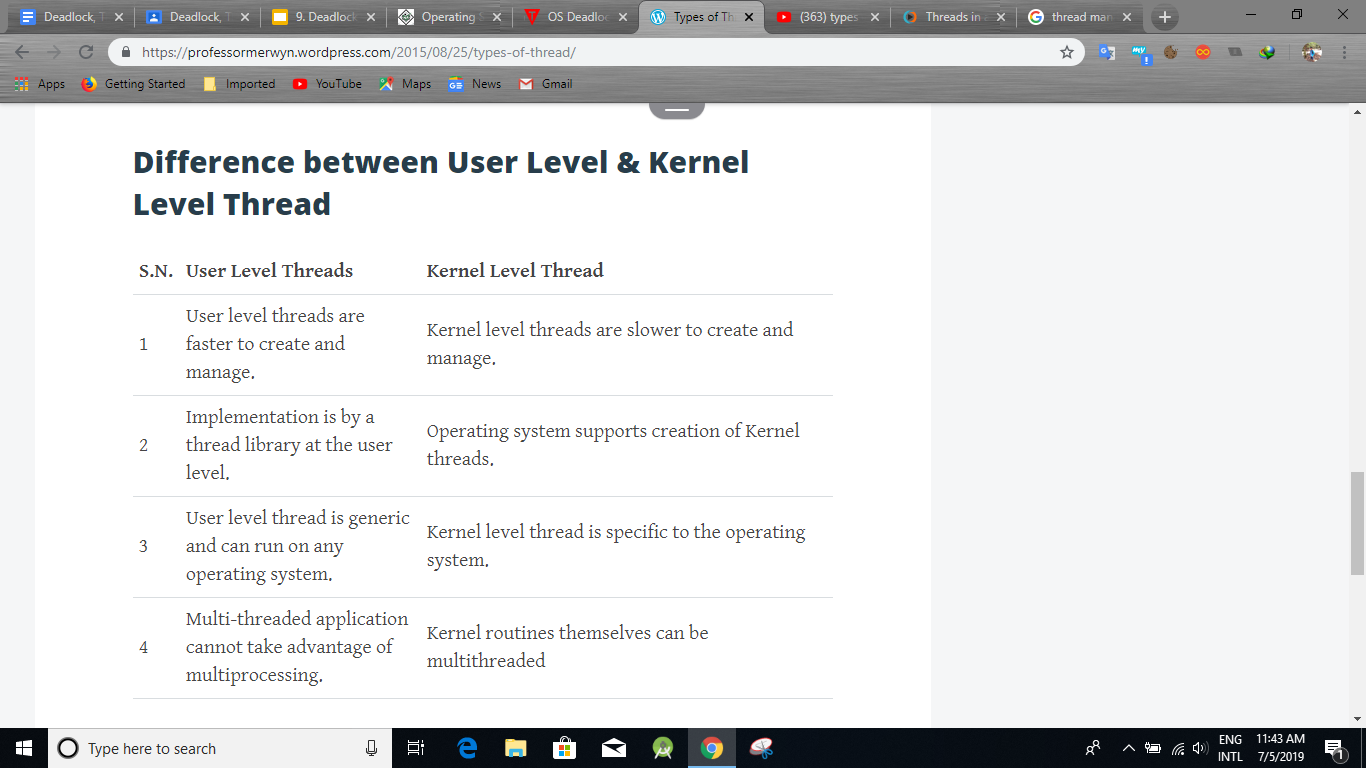 Deadlock, T
Deadlock, T
9. Deadlock
Operating S
OS Deadloc
Types of Th
(363) types
Threads in
thread man
https://professormerwyn.wordpress.com/2015/08/25/types-of-thread/
Apps Getting Started Imported YouTube Maps GE News Gmail
Difference between User Level & Kernel
Level Thread
S.N. User Level Threads Kernel Level Thread
1
User level threads are
faster to create and
manage.
Kernel level threads are slower to create and
manage.
2
Implementation is by a
thread library at the user
level.
Operating system supports creation of Kernel
threads.
3
User level thread is generic
and can run on any
operating system.
Kernel level thread is specific to the operating
system.
4
Multi-threaded application
cannot take advantage of
multiprocessing.
Kernel routines themselves can be
multithreaded
Type here to search
ENG
INTL
11:43 AM
7/5/2019
1